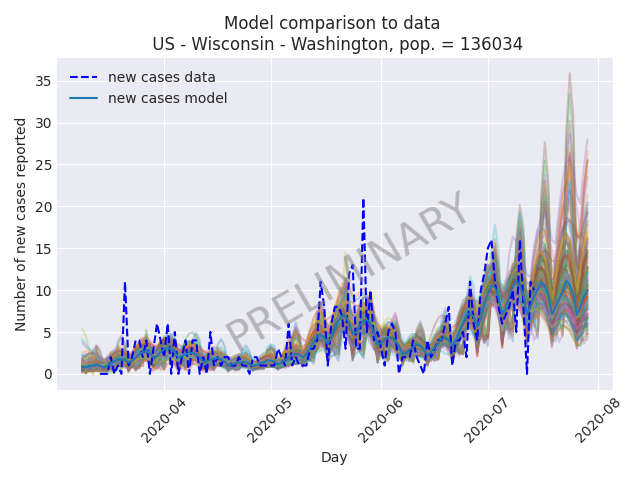 Model comparison to data
US - Wisconsin - Washington, pop. = 136034
new cases data
new cases model
PRELIMINARY
Number of new cases reported
35
30
25
20
15
10
5
0
2020-04
2020-05
2020-06
2020-07
2020-08
Day